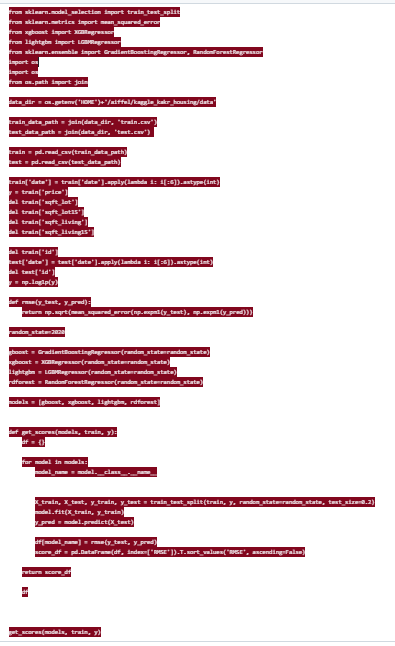 from sklearn.model_selection import train_test_split
from sklearn.metrics import mean_squared_error
from xgboost import XGBRegressor
from lightgbm import LGBMRegressor
from sklearn.ensemble import GradientBoostingRegressor, RandomForestRegressor
import os
import os
from os.path import join
data_dir = os.getenv('HOME')+'/aiffel/kaggle_kakr_housing/data'
train_data_path = join(data_dir, 'train.csv')
test_data_path = join(data_dir, 'test.csv')
train = pd.read_csv(train_data_path)
test = pd.read_csv(test_data_path)
train['date'] = train['date'].apply(lambda i: i[:6]).astype(int)
y = train['price']
del train['sqft_lot']
del train['sqft_lot15']
del train['sqft_living']
del train['sqft_living15']
del train['id']
test['date'] = test['date'].apply(lambda i: i[:6]).astype(int)
del test['id']
y = np.log1p(y)
def rmse(y_test, y_pred):
    return np.sqrt(mean_squared_error(np.expm1(y_test), np.expm1(y_pred)))
random_state=2020
gboost = GradientBoostingRegressor(random_state=random_state)
xgboost = XGBRegressor(random_state=random_state)
lightgbm = LGBMRegressor(random_state=random_state)
rdforest = RandomForestRegressor(random_state=random_state)
models = [gboost, xgboost, lightgbm, rdforest]
def get_scores(models, train, y):
    df = {}
    for model in models:
        model_name = model.__class__.__name__
        X_train, X_test, y_train, y_test = train_test_split(train, y, random_state=random_state, test_size=0.2)
        model.fit(X_train, y_train)
        y_pred = model.predict(X_test)
        df[model_name] = rmse(y_test, y_pred)
        score_df = pd.DataFrame(df, index=['RMSE']).T.sort_values('RMSE', ascending=False)
    return score_df
    df
get_scores(models, train, y)